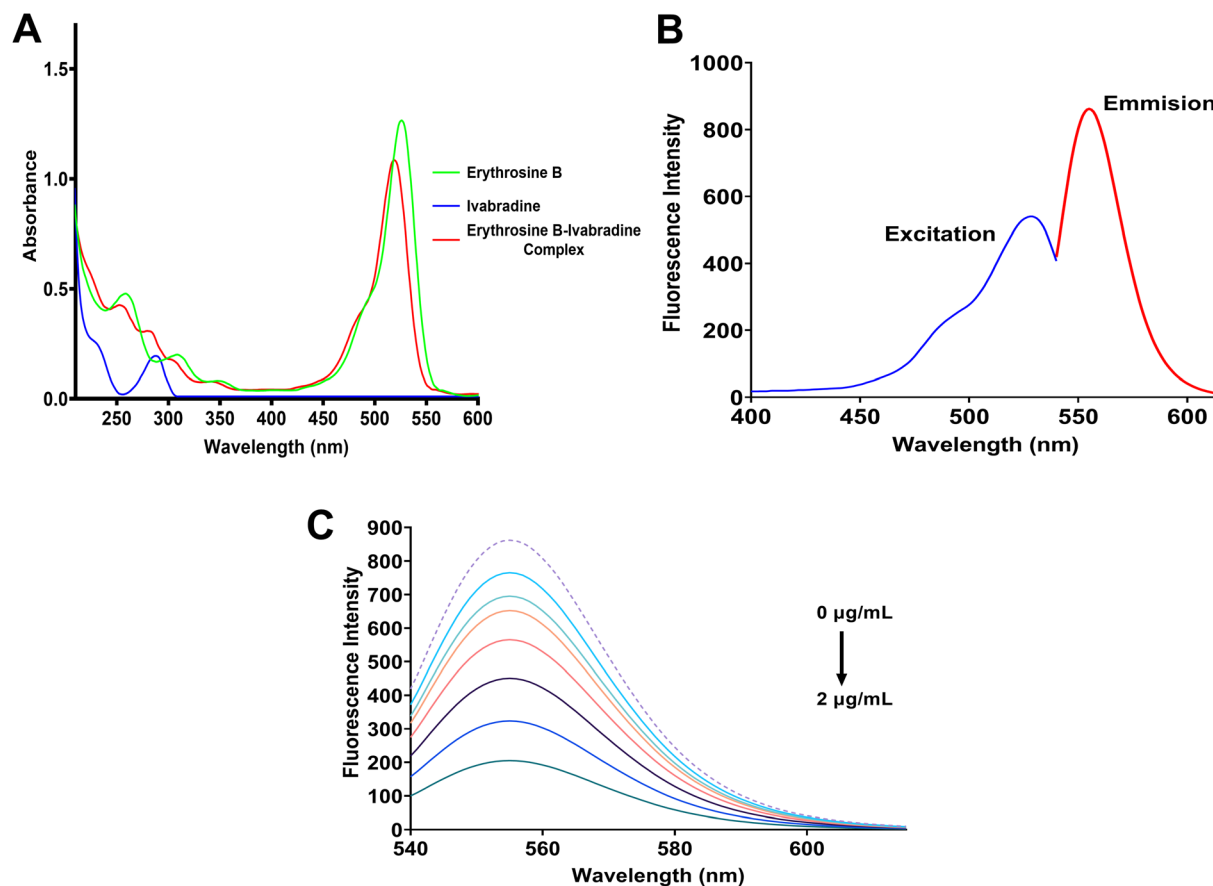 A
1.5
1.0
0.5
0.0
Absorbance
250 300 350 400 450 500 550 600
Wavelength (nm)
Erythrosine B
Ivabradine
Erythrosine B-Ivabradine
Complex
B
1000
800
600
400
200
0
Fluorescence Intensity
Excitation
Emmision
400 450 500 550 600
Wavelength (nm)
C
900
800
700
600
500
400
300
200
100
0
Fluorescence Intensity
540 560 580 600
Wavelength (nm)
0 µg/mL
2 µg/mL